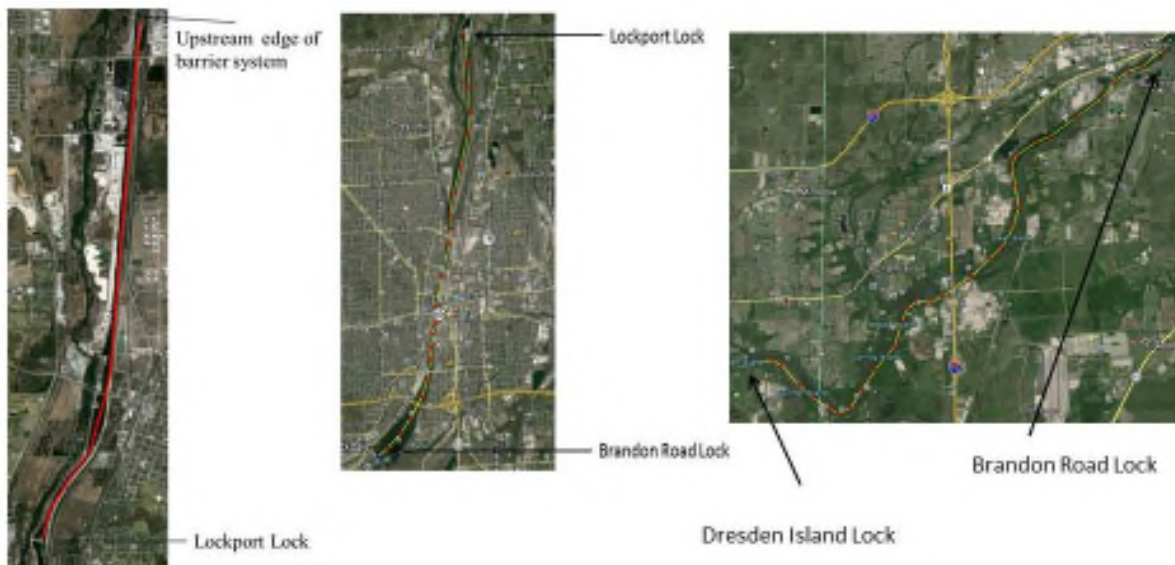 Upstream edge of
barrier system
Lockport Lock
Lockport Lock
Brandon Road Lock
Brandon Road Lock
Dresden Island Lock